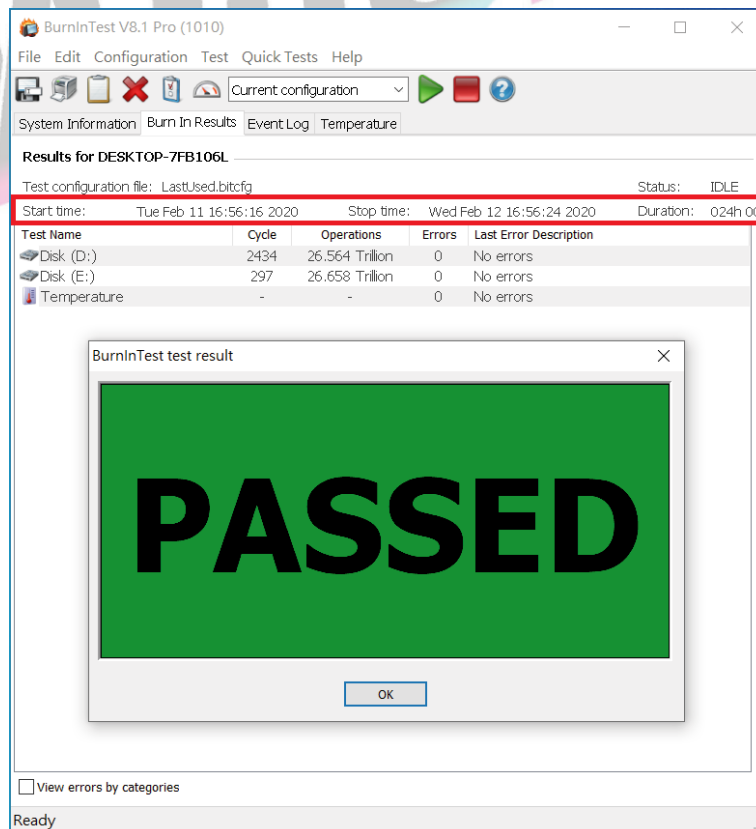 BurnInTest V8.1 Pro (1010)
File Edit Configuration Test Quick Tests Help
Current configuration
System Information Burn In Results Event Log Temperature
Results for DESKTOP-7FB106L
Test configuration file: LastUsed.bitcfg Status: IDLE
Start time: Tue Feb 11 16:56:16 2020 Stop time: Wed Feb 12 16:56:24 2020 Duration: 024h 00
Test Name Cycle Operations Errors Last Error Description
Disk (D:) 2434 26.564 Trillion 0 No errors
Disk (E:) 297 26.658 Trillion 0 No errors
Temperature - - 0 No errors
BurnInTest test result
PASSED
OK
View errors by categories
Ready